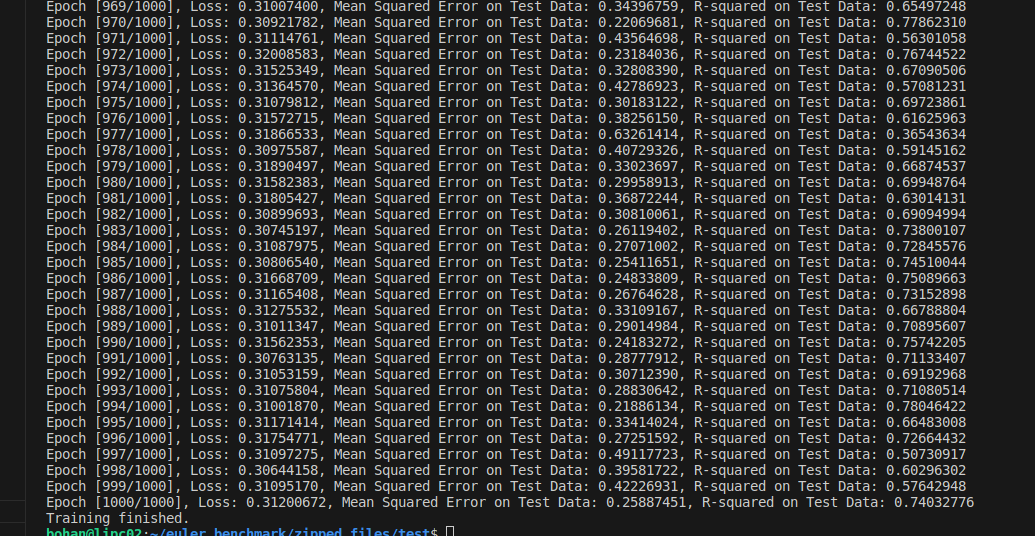 Epoch [969/1000], Loss: 0.31007400, Mean Squared Error on Test Data: 0.34396759, R-squared on Test Data: 0.65497248
Epoch [970/1000], Loss: 0.30921782, Mean Squared Error on Test Data: 0.22069681, R-squared on Test Data: 0.77862310
Epoch [971/1000], Loss: 0.31114761, Mean Squared Error on Test Data: 0.43564698, R-squared on Test Data: 0.56301058
Epoch [972/1000], Loss: 0.32008583, Mean Squared Error on Test Data: 0.23184036, R-squared on Test Data: 0.76744522
Epoch [973/1000], Loss: 0.31525349, Mean Squared Error on Test Data: 0.32808390, R-squared on Test Data: 0.67090506
Epoch [974/1000], Loss: 0.31364570, Mean Squared Error on Test Data: 0.42786923, R-squared on Test Data: 0.57081231
Epoch [975/1000], Loss: 0.31079812, Mean Squared Error on Test Data: 0.30183122, R-squared on Test Data: 0.69723861
Epoch [976/1000], Loss: 0.31572715, Mean Squared Error on Test Data: 0.38256150, R-squared on Test Data: 0.61625963
Epoch [977/1000], Loss: 0.31866533, Mean Squared Error on Test Data: 0.63261414, R-squared on Test Data: 0.36543634
Epoch [978/1000], Loss: 0.30975587, Mean Squared Error on Test Data: 0.40729326, R-squared on Test Data: 0.59145162
Epoch [979/1000], Loss: 0.31890497, Mean Squared Error on Test Data: 0.33023697, R-squared on Test Data: 0.66874537
Epoch [980/1000], Loss: 0.31582383, Mean Squared Error on Test Data: 0.29958913, R-squared on Test Data: 0.69948764
Epoch [981/1000], Loss: 0.31805427, Mean Squared Error on Test Data: 0.36872244, R-squared on Test Data: 0.63014131
Epoch [982/1000], Loss: 0.30899693, Mean Squared Error on Test Data: 0.30810061, R-squared on Test Data: 0.69094994
Epoch [983/1000], Loss: 0.30745197, Mean Squared Error on Test Data: 0.26119402, R-squared on Test Data: 0.73800107
Epoch [984/1000], Loss: 0.31087975, Mean Squared Error on Test Data: 0.27071002, R-squared on Test Data: 0.72845576
Epoch [985/1000], Loss: 0.30806540, Mean Squared Error on Test Data: 0.25411651, R-squared on Test Data: 0.74510044
Epoch [986/1000], Loss: 0.31668709, Mean Squared Error on Test Data: 0.24833809, R-squared on Test Data: 0.75089663
Epoch [987/1000], Loss: 0.31165408, Mean Squared Error on Test Data: 0.26764628, R-squared on Test Data: 0.73152898
Epoch [988/1000], Loss: 0.31275532, Mean Squared Error on Test Data: 0.33109167, R-squared on Test Data: 0.66788804
Epoch [989/1000], Loss: 0.31011347, Mean Squared Error on Test Data: 0.29014984, R-squared on Test Data: 0.70895607
Epoch [990/1000], Loss: 0.31562353, Mean Squared Error on Test Data: 0.24183272, R-squared on Test Data: 0.75742205
Epoch [991/1000], Loss: 0.30763135, Mean Squared Error on Test Data: 0.28777912, R-squared on Test Data: 0.71133407
Epoch [992/1000], Loss: 0.31053159, Mean Squared Error on Test Data: 0.30712390, R-squared on Test Data: 0.69192968
Epoch [993/1000], Loss: 0.31075804, Mean Squared Error on Test Data: 0.28830642, R-squared on Test Data: 0.71080514
Epoch [994/1000], Loss: 0.31001870, Mean Squared Error on Test Data: 0.21886134, R-squared on Test Data: 0.78046422
Epoch [995/1000], Loss: 0.31171414, Mean Squared Error on Test Data: 0.33414024, R-squared on Test Data: 0.66483008
Epoch [996/1000], Loss: 0.31754771, Mean Squared Error on Test Data: 0.27251592, R-squared on Test Data: 0.72664432
Epoch [997/1000], Loss: 0.31097275, Mean Squared Error on Test Data: 0.49117723, R-squared on Test Data: 0.50730917
Epoch [998/1000], Loss: 0.30644158, Mean Squared Error on Test Data: 0.39581722, R-squared on Test Data: 0.60296302
Epoch [999/1000], Loss: 0.31095170, Mean Squared Error on Test Data: 0.42226931, R-squared on Test Data: 0.57642948
Epoch [1000/1000], Loss: 0.31200672, Mean Squared Error on Test Data: 0.25887451, R-squared on Test Data: 0.74032776
Training finished.
bohan@lipc02:~/euler_benchmark/zipped_files/test$